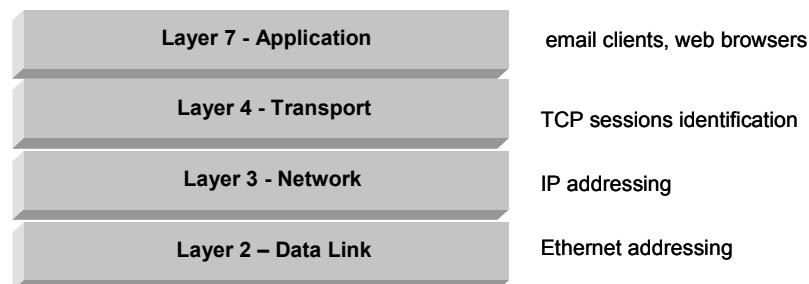 Layer 7 - Application
email clients, web browsers
Layer 4 - Transport
TCP sessions identification
Layer 3 - Network
IP addressing
Layer 2 – Data Link
Ethernet addressing